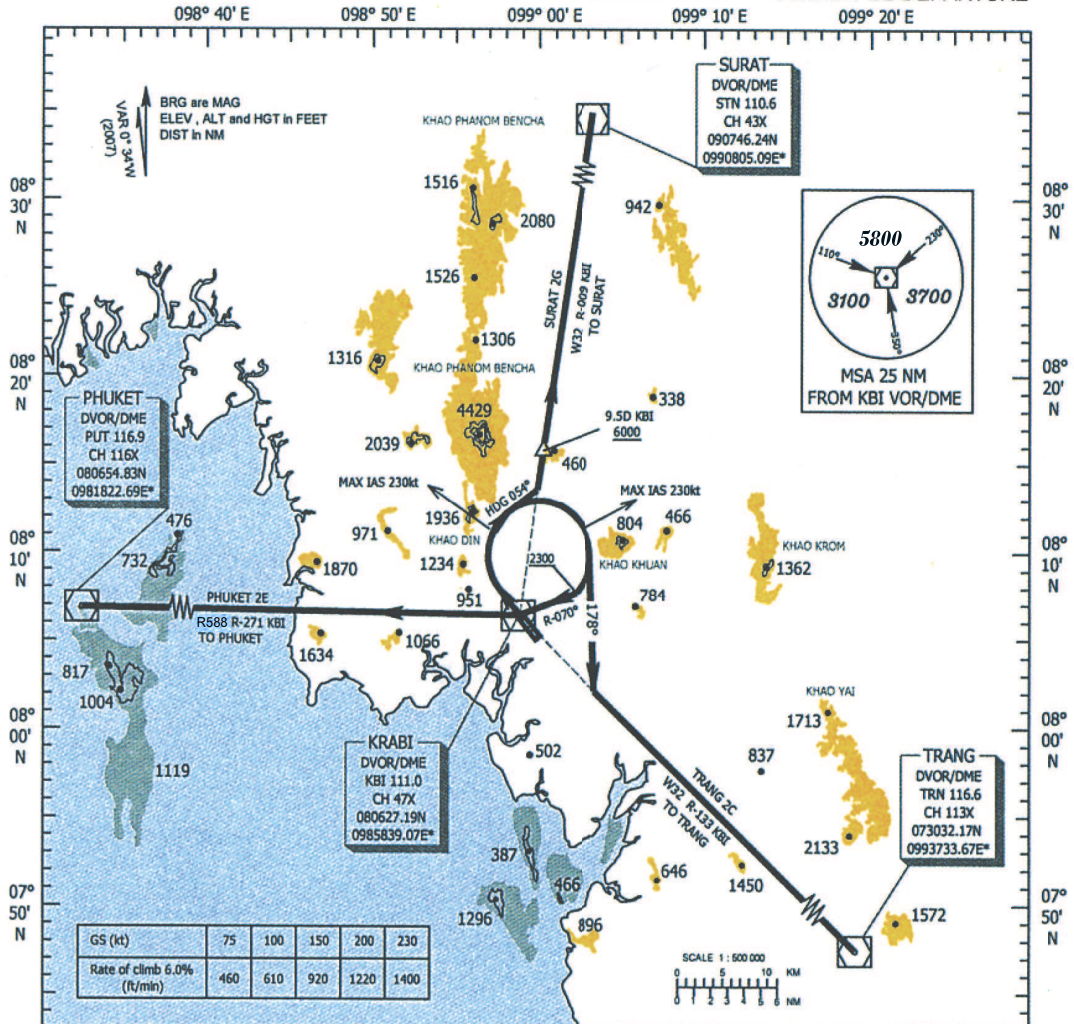 098° 40' E
098° 50' E
099° 00' E
099° 10' E
099° 20' E
VAR 0° 34'W
(2007)
BRG are MAG
ELEV , ALT and HGT in FEET
DIST in NM
SURAT
DVOR/DME
STN 110.6
CH 43X
090746.24N
0990805.09E*
KHAO PHANOM BENCHA
08°
30'
N
08°
30'
N
1516
2080
942
1526
SURAT 2G
W32 R-009 KBI
TO SURAT
5800
110°
230°
3100
3700
350°
MSA 25 NM
FROM KBI VOR/DME
1306
1316
KHAO PHANOM BENCHA
08°
20'
N
08°
20'
N
PHUKET
DVOR/DME
PUT 116.9
CH 116X
080654.83N
0981822.69E*
338
9.5D KBI
6000
4429
2039
460
MAX IAS 230kt
HDG 054°
MAX IAS 230kt
1936
KHAO DIN
971
804
466
KHAO KHUAN
KHAO KROM
1362
476
732
08°
10'
N
08°
10'
N
1870
1234
951
2300
784
PHUKET 2E
R588 R-271 KBI
TO PHUKET
R-070°
178°
1634
1066
817
1004
KHAO YAI
1713
08°
00'
N
08°
00'
N
1119
KRABI
DVOR/DME
KBI 111.0
CH 47X
080627.19N
0985839.07E*
502
837
TRANG 2C
W32 R-133 KBI
TO TRANG
TRANG
DVOR/DME
TRN 116.6
CH 113X
073032.17N
0993733.67E*
2133
387
466
646
1450
07°
50'
N
07°
50'
N
1296
896
1572
GS (kt) 75 100 150 200 230
Rate of climb 6.0%
(ft/min) 460 610 920 1220 1400
SCALE 1 : 500 000
0 5 10 KM
0 1 2 3 4 5 6 NM